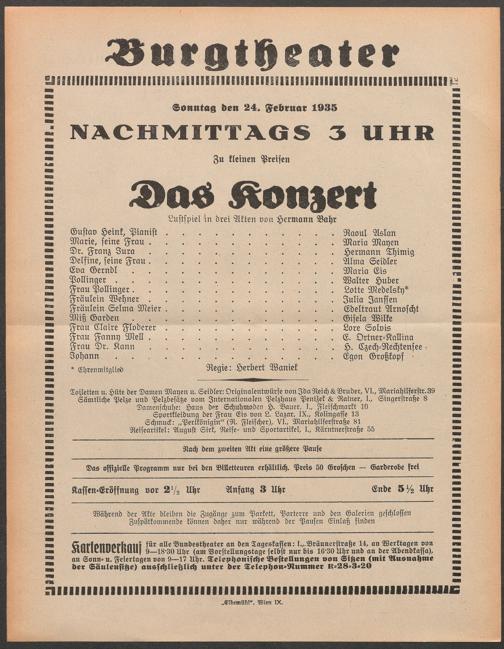 Burgtheater
Sonntag den 24. Februar 1935
NACHMITTAGS 3 UHR
Zu kleinen Preisen
Das Konzert
Lustspiel in drei Akten von Hermann Bahr
Gustav Heink, Pianist . . . . . . . . . . Raoul Aslan
Marie, seine Frau . . . . . . . . . . Maria Mayen
Dr. Franz Jura . . . . . . . . . . Hermann Thimig
Delfine, seine Frau . . . . . . . . . . Alma Seidler
Eva Gerndl . . . . . . . . . . Maria Eis
Pollinger . . . . . . . . . . Walter Huber
Frau Pollinger . . . . . . . . . . Lotte Medelsky*
Fräulein Wehner . . . . . . . . . . Julia Janssen
Fräulein Selma Meier . . . . . . . . . . Edeltraut Arnoscht
Miß Garden . . . . . . . . . . Gisela Wilke
Frau Claire Floderer . . . . . . . . . . Lore Solvis
Frau Fanny Mell . . . . . . . . . . E. Ortner-Kallina
Frau Dr. Kann . . . . . . . . . . H. Czech-Rechtensee
Johann . . . . . . . . . . Egon Großkopf
* Ehrenmitglied
Regie: Herbert Waniek
Toiletten u. Hüte der Damen Mayen u. Seidler: Originalentwürfe von Ida Reich & Bruder, VI., Mariahilferstr. 39
Sämtliche Pelze und Pelzbesätze vom Internationalen Pelzhaus Penižek & Rainer, I., Singerstraße 8
Damenschuhe: Haus der Schuhmoden H. Bauer, I., Fleischmarkt 10
Sportkleidung der Frau Eis von E. Lazar, IX., Kolingasse 13
Schmuck: „Perlkönigin" (R. Fleischer), VI., Mariahilferstraße 81
Reiseartikel: August Sirk, Reise- und Sportartikel, I., Kärntnerstraße 55
Nach dem zweiten Akt eine größere Pause
Das offizielle Programm nur bei den Billetteuren erhältlich. Preis 50 Groschen — Garderobe frei
Kassen-Eröffnung vor 2½ Uhr Anfang 3 Uhr Ende 5½ Uhr
Während der Akte bleiben die Zugänge zum Parkett, Parterre und den Galerien geschlossen
Zuspätkommende können daher nur während der Pausen Einlaß finden
Kartenverkauf für alle Bundestheater an den Tageskassen: I., Bräunerstraße 14, an Werktagen von
9—18·30 Uhr (am Vorstellungstage selbst nur bis 16·30 Uhr und an der Abendkassa),
an Sonn- u. Feiertagen von 9—17 Uhr. Telephonische Bestellungen von Sitzen (mit Ausnahme
der Säulensitze) ausschließlich unter der Telephon-Nummer R-28-3-20
„Elbemühl", Wien IX.